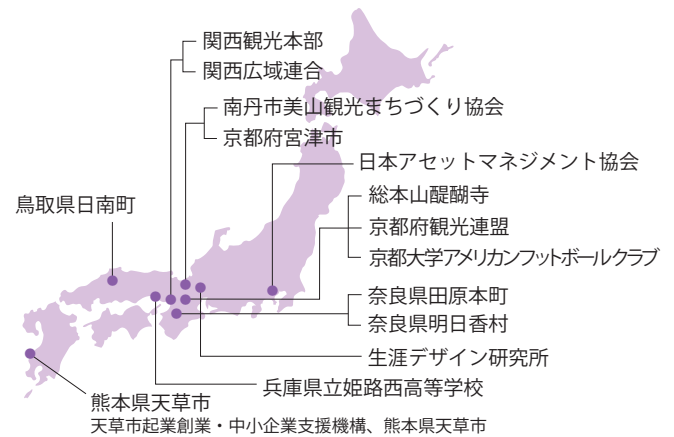 関西観光本部
関西広域連合
南丹市美山観光まちづくり協会
京都府宮津市
日本アセットマネジメント協会
鳥取県日南町
総本山醍醐寺
京都府観光連盟
京都大学アメリカンフットボールクラブ
奈良県田原本町
奈良県明日香村
生涯デザイン研究所
兵庫県立姫路西高等学校
熊本県天草市
天草市起業創業・中小企業支援機構、熊本県天草市